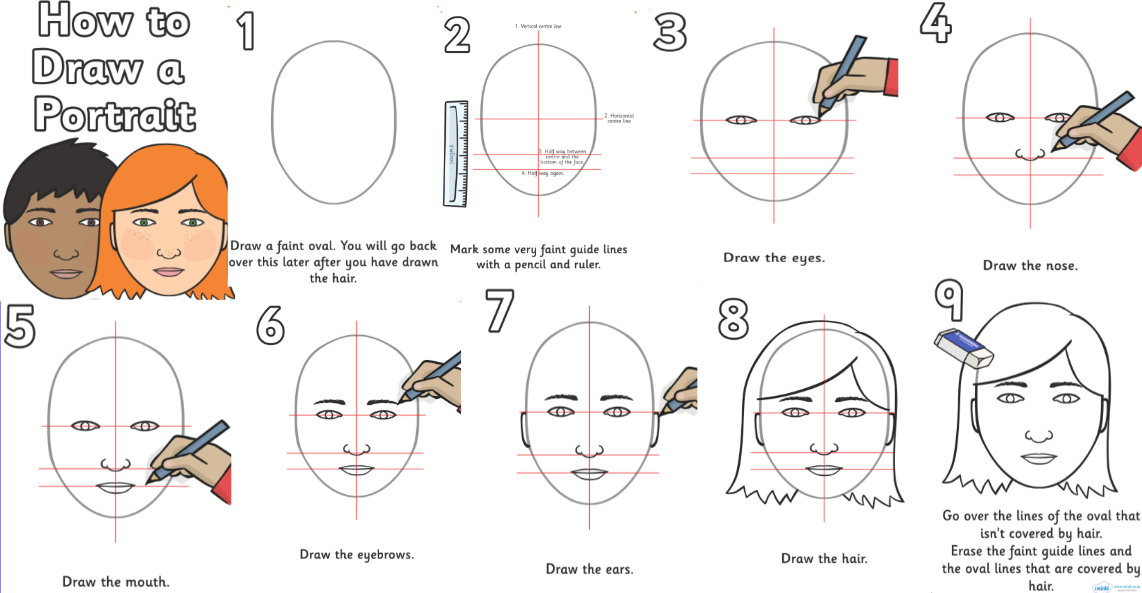 How to
Draw a
Portrait
1
Draw a faint oval. You will go back
over this later after you have drawn
the hair.
2
1. Vertical centre line
2. Horizontal
centre line
3. Half way between
centre and the
bottom of the face.
4. Half way again.
Mark some very faint guide lines
with a pencil and ruler.
3
Draw the eyes.
4
Draw the nose.
5
Draw the mouth.
6
Draw the eyebrows.
7
Draw the ears.
8
Draw the hair.
9
Go over the lines of the oval that
isn't covered by hair.
Erase the faint guide lines and
the oval lines that are covered by
hair.
twinkl